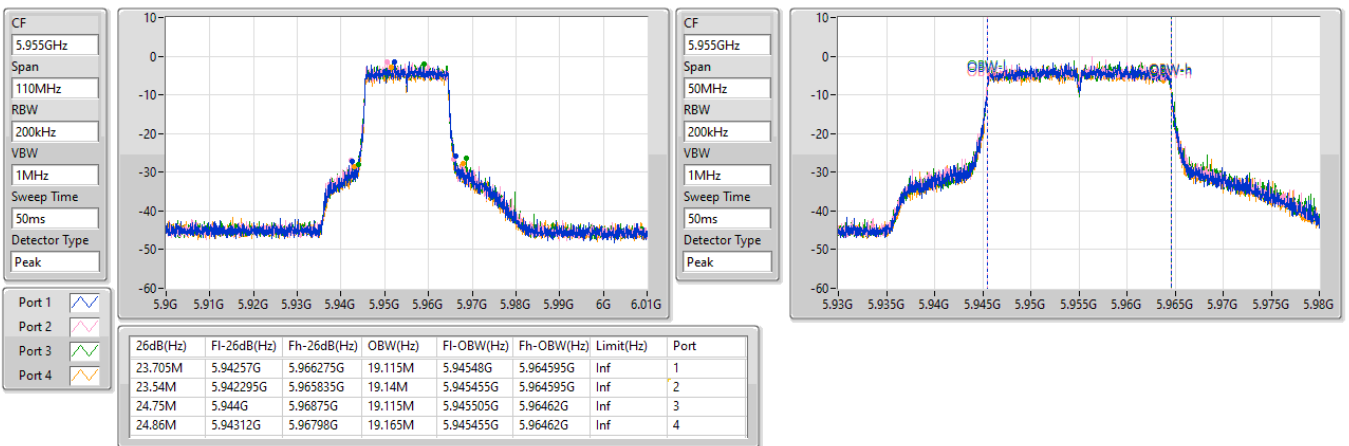 CF
5.955GHz
Span
110MHz
RBW
200kHz
VBW
1MHz
Sweep Time
50ms
Detector Type
Peak
10
0
-10
-20
-30
-40
-50
-60
5.9G 5.91G 5.92G 5.93G 5.94G 5.95G 5.96G 5.97G 5.98G 5.99G 6G 6.01G
CF
5.955GHz
Span
50MHz
RBW
200kHz
VBW
1MHz
Sweep Time
50ms
Detector Type
Peak
10
0
-10
-20
-30
-40
-50
-60
OBW-l OBW-h
5.93G 5.935G 5.94G 5.945G 5.95G 5.955G 5.96G 5.965G 5.97G 5.975G 5.98G
Port 1
Port 2
Port 3
Port 4
26dB(Hz) Fl-26dB(Hz) Fh-26dB(Hz) OBW(Hz) Fl-OBW(Hz) Fh-OBW(Hz) Limit(Hz) Port
23.705M 5.94257G 5.966275G 19.115M 5.94548G 5.964595G Inf 1
23.54M 5.942295G 5.965835G 19.14M 5.945455G 5.964595G Inf 2
24.75M 5.944G 5.96875G 19.115M 5.945505G 5.96462G Inf 3
24.86M 5.94312G 5.96798G 19.165M 5.945455G 5.96462G Inf 4